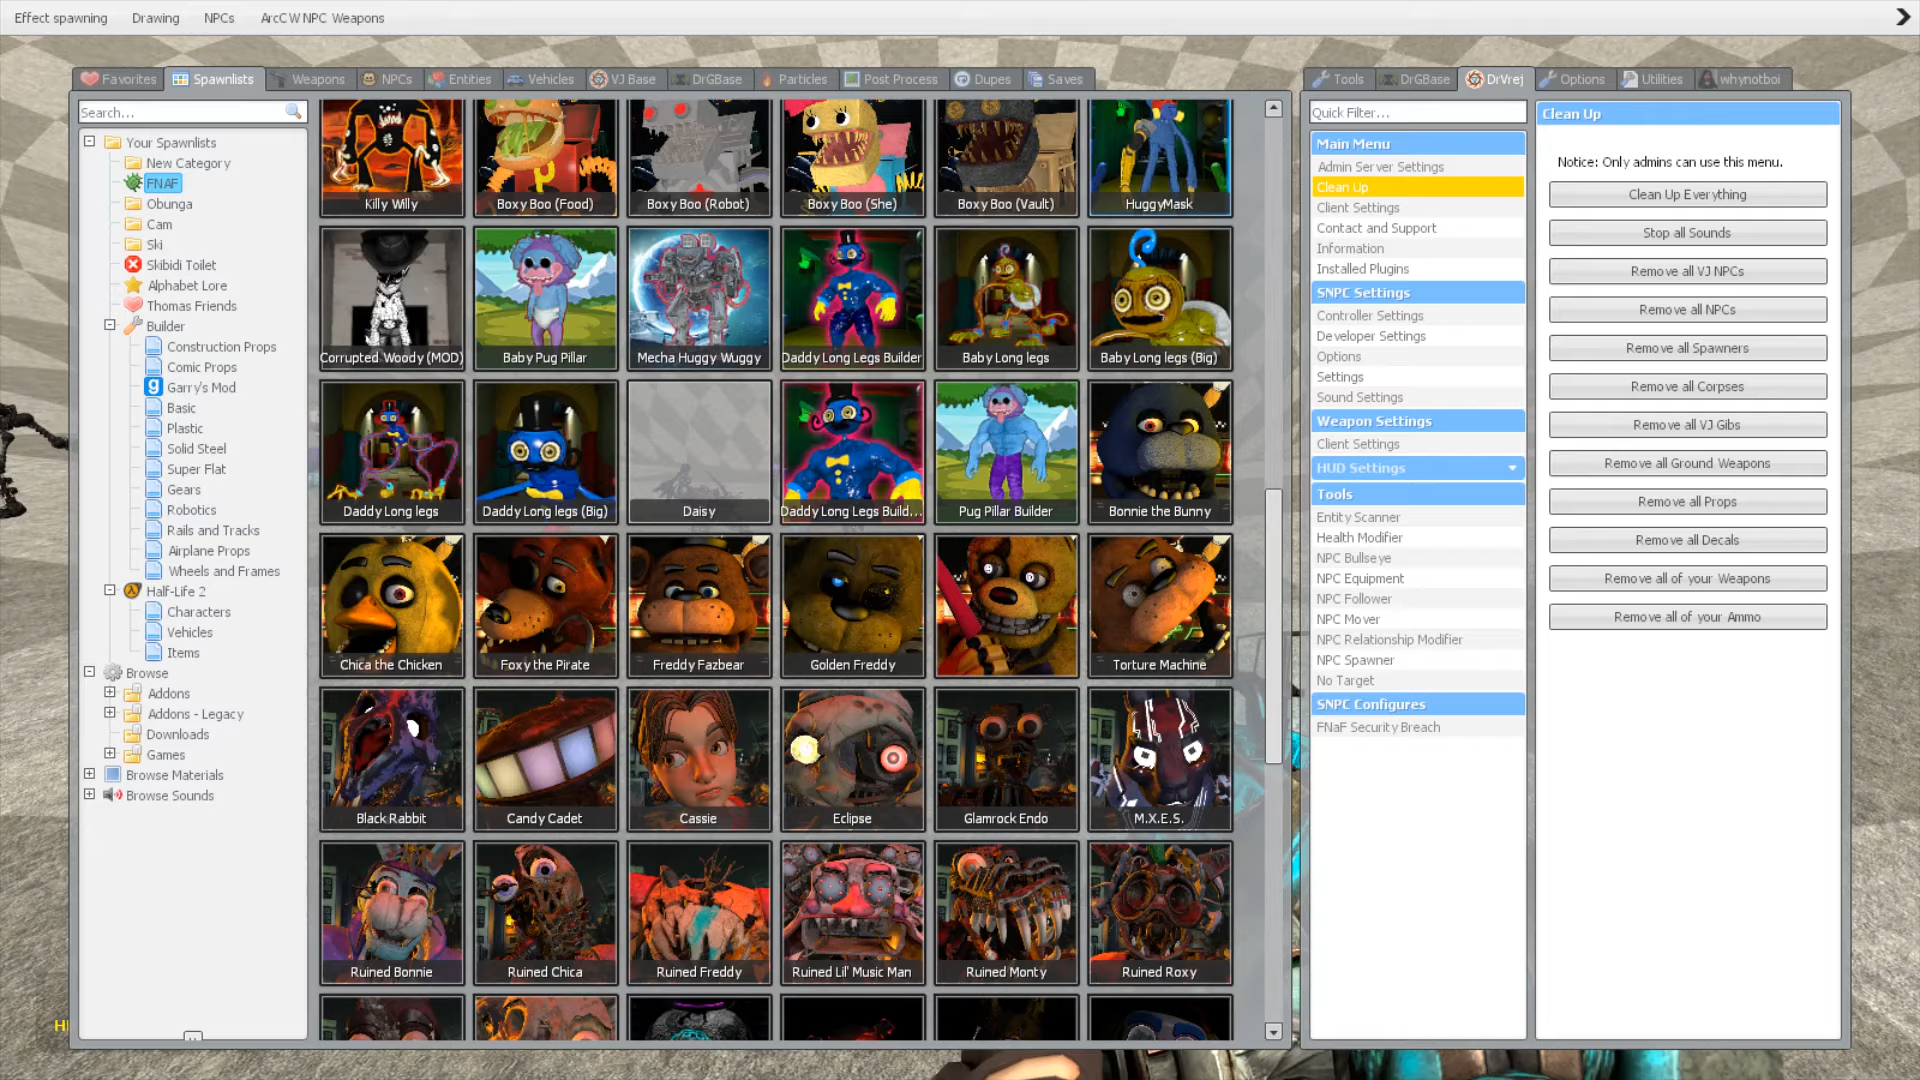 Effect spawning Drawing NPCs ArcCW NPC Weapons
Favorites Spawnlists Weapons NPCs Entities Vehicles VJ Base DrGBase Particles Post Process Dupes Saves
Search...
Your Spawnlists
New Category
FNAF
Obunga
Cam
Ski
Skibidi Toilet
Alphabet Lore
Thomas Friends
Builder
Construction Props
Comic Props
Garry's Mod
Basic
Plastic
Solid Steel
Super Flat
Gears
Robotics
Rails and Tracks
Airplane Props
Wheels and Frames
Half-Life 2
Characters
Vehicles
Items
Browse
Addons
Addons - Legacy
Downloads
Games
Browse Materials
Browse Sounds
Killy Willy Boxy Boo (Food) Boxy Boo (Robot) Boxy Boo (She) Boxy Boo (Vault) HuggyMask
Corrupted Woody (MOD) Baby Pug Pillar Mecha Huggy Wuggy Daddy Long Legs Builder Baby Long legs Baby Long legs (Big)
Daddy Long legs Daddy Long legs (Big) Daisy Daddy Long Legs Build... Pug Pillar Builder Bonnie the Bunny
Chica the Chicken Foxy the Pirate Freddy Fazbear Golden Freddy Torture Machine
Black Rabbit Candy Cadet Cassie Eclipse Glamrock Endo M.X.E.S.
Ruined Bonnie Ruined Chica Ruined Freddy Ruined Lil' Music Man Ruined Monty Ruined Roxy
Tools DrGBase DrVrej Options Utilities whynotboi
Quick Filter...
Main Menu
Admin Server Settings
Clean Up
Client Settings
Contact and Support
Information
Installed Plugins
SNPC Settings
Controller Settings
Developer Settings
Options
Settings
Sound Settings
Weapon Settings
Client Settings
HUD Settings
Tools
Entity Scanner
Health Modifier
NPC Bullseye
NPC Equipment
NPC Follower
NPC Mover
NPC Relationship Modifier
NPC Spawner
No Target
SNPC Configures
FNaF Security Breach
Clean Up
Notice: Only admins can use this menu.
Clean Up Everything
Stop all Sounds
Remove all VJ NPCs
Remove all NPCs
Remove all Spawners
Remove all Corpses
Remove all VJ Gibs
Remove all Ground Weapons
Remove all Props
Remove all Decals
Remove all of your Weapons
Remove all of your Ammo